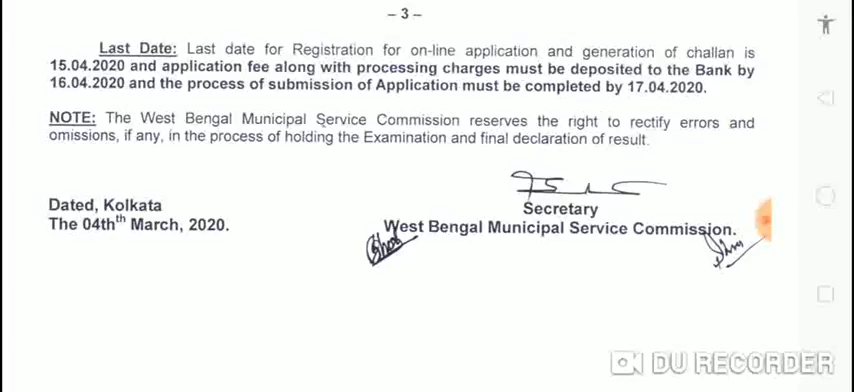 – 3 –
Last Date: Last date for Registration for on-line application and generation of challan is
15.04.2020 and application fee along with processing charges must be deposited to the Bank by
16.04.2020 and the process of submission of Application must be completed by 17.04.2020.
NOTE: The West Bengal Municipal Service Commission reserves the right to rectify errors and
omissions, if any, in the process of holding the Examination and final declaration of result.
Dated, Kolkata
The 04thth March, 2020.
Secretary
West Bengal Municipal Service Commission.
DU RECORDER